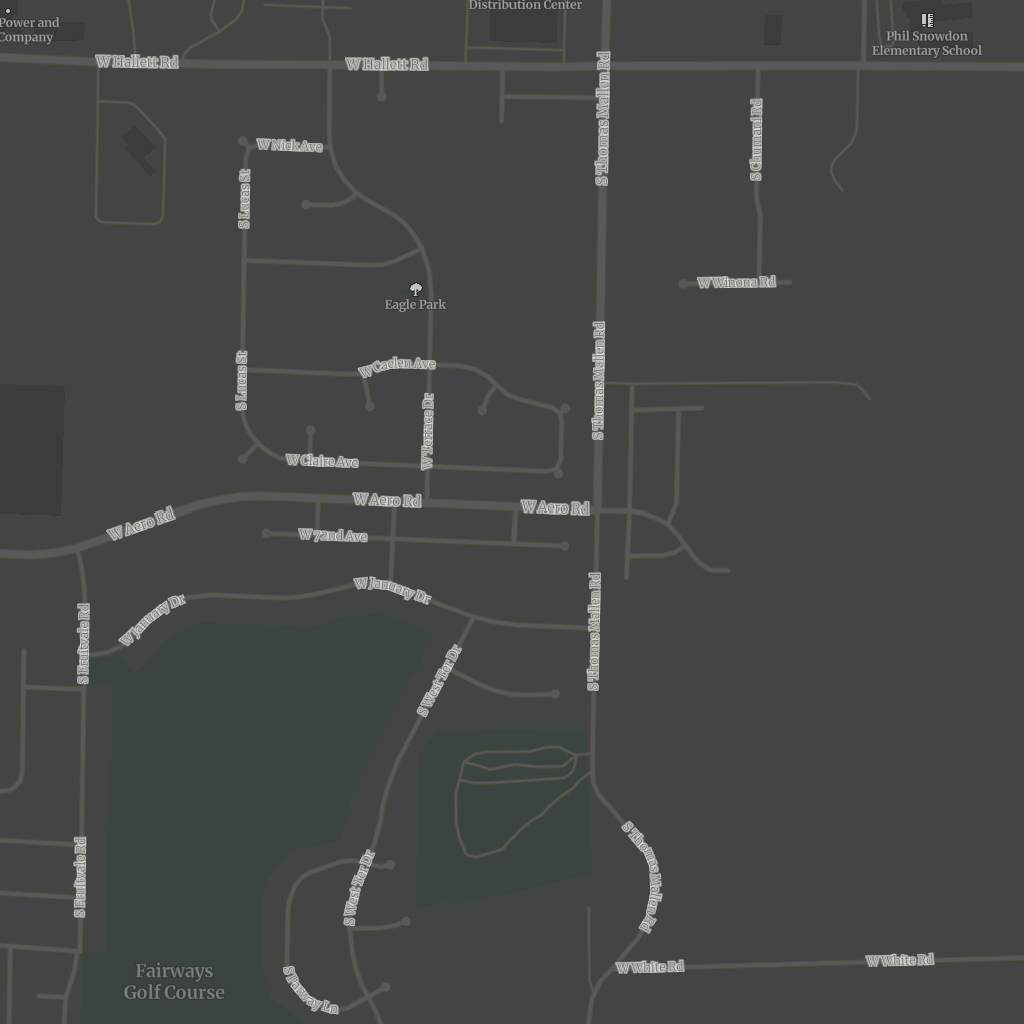 Distribution Center
Power and
Company
Phil Snowdon
Elementary School
W Hallett Rd
W Hallett Rd
S Thomas Mallen Rd
S Chumani Rd
W Nick Ave
S Lucas St
W Winona Rd
Eagle Park
S Thomas Mallen Rd
S Lucas St
W Caelen Ave
W Terrace Dr
W Claire Ave
W Aero Rd
W Aero Rd
W Aero Rd
W 72nd Ave
W January Dr
W January Dr
S Fruitvale Rd
S Thomas Mallen Rd
S West Ter Dr
S Thomas Mallen Rd
S Fruitvale Rd
S West Ter Dr
W White Rd
W White Rd
Fairways
Golf Course
S Fairway Ln